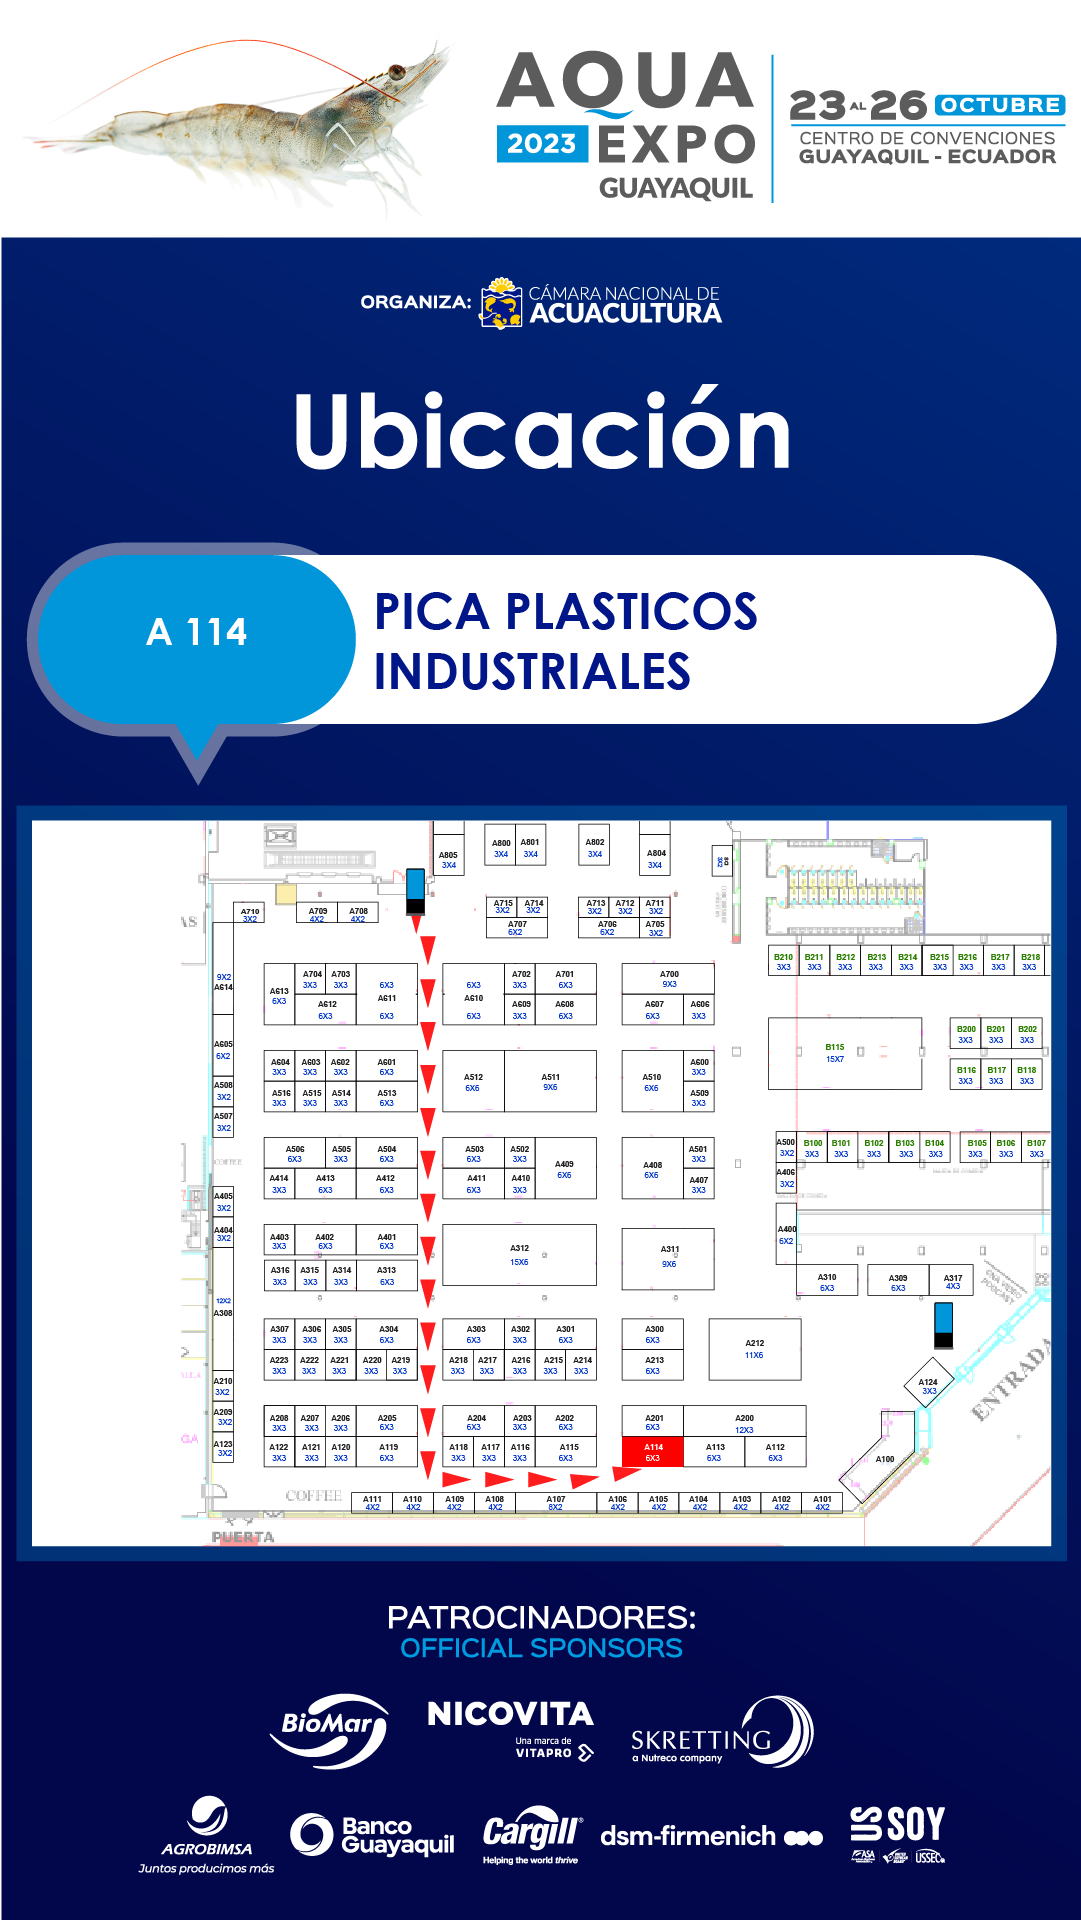 AQUA
2023 EXPO
GUAYAQUIL
23 AL 26 OCTUBRE
CENTRO DE CONVENCIONES
GUAYAQUIL - ECUADOR
ORGANIZA:
CÁMARA NACIONAL DE
ACUACULTURA
Ubicación
A 114
PICA PLASTICOS
INDUSTRIALES
A805 3X4
A800 3X4 A801 3X4
A802 3X4
A804 3X4
A710 3X2
A709 4X2 A708 4X2
A715 3X2 A714 3X2
A707 6X2
A713 3X2 A712 3X2 A711 3X2
A706 6X2 A705 3X2
B210 3X3 B211 3X3 B212 3X3 B213 3X3 B214 3X3 B215 3X3 B216 3X3 B217 3X3 B218 3X3
9X2 A614
A613 6X3 A704 3X3 A703 3X3 6X3 A611 6X3
A612 6X3
6X3 A610 6X3 A702 3X3 A701 6X3
A609 3X3 A608 6X3
A700 9X3
A607 6X3 A606 3X3
B115 15X7
B200 3X3 B201 3X3 B202 3X3
B116 3X3 B117 3X3 B118 3X3
A605 6X2
A508 3X2
A507 3X2
A604 3X3 A603 3X3 A602 3X3 A601 6X3
A516 3X3 A515 3X3 A514 3X3 A513 6X3
A512 6X6 A511 9X6
A510 6X6 A600 3X3
A509 3X3
A506 6X3 A505 3X3 A504 6X3
A414 3X3 A413 6X3 A412 6X3
A503 6X3 A502 3X3 A409 6X6
A411 6X3 A410 3X3
A408 6X6 A501 3X3
A407 3X3
A500 3X2 B100 3X3 B101 3X3 B102 3X3 B103 3X3 B104 3X3 B105 3X3 B106 3X3 B107 3X3
A406 3X2
COFFEE
A405 3X2
A404 3X2
A403 3X3 A402 6X3 A401 6X3
A316 3X3 A315 3X3 A314 3X3 A313 6X3
A312 15X6
A311 9X6
A400 6X2
A310 6X3 A309 6X3 A317 4X3
CNA VIDEO
PODCAST
12X2 A308
A307 3X3 A306 3X3 A305 3X3 A304 6X3
A223 3X3 A222 3X3 A221 3X3 A220 3X3 A219 3X3
A303 6X3 A302 3X3 A301 6X3
A218 3X3 A217 3X3 A216 3X3 A215 3X3 A214 3X3
A300 6X3
A213 6X3
A212 11X6
A124 3X3
ENTRADA
A210 3X2
A209 3X2
A123 3X2
A208 3X3 A207 3X3 A206 3X3 A205 6X3
A122 3X3 A121 3X3 A120 3X3 A119 6X3
A204 6X3 A203 3X3 A202 6X3
A118 3X3 A117 3X3 A116 3X3 A115 6X3
A201 6X3 A200 12X3
A114 6X3 A113 6X3 A112 6X3
A100
COFFEE
A111 4X2 A110 4X2 A109 4X2 A108 4X2 A107 8X2 A106 4X2 A105 4X2 A104 4X2 A103 4X2 A102 4X2 A101 4X2
PUERTA
PATROCINADORES:
OFFICIAL SPONSORS
BioMar
NICOVITA
Una marca de
VITAPRO
SKRETTING
a Nutreco company
AGROBIMSA
Juntos producimos más
Banco
Guayaquil
Cargill®
Helping the world thrive
dsm-firmenich
US SOY
ASA
USSEC